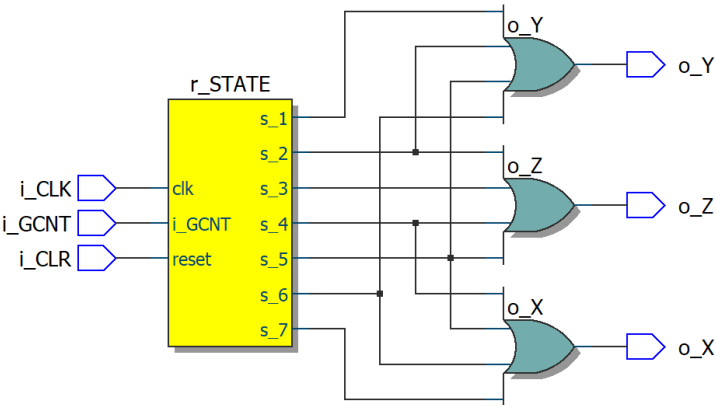 r_STATE
i_CLK
i_GCNT
i_CLR
clk
i_GCNT
reset
s_1
s_2
s_3
s_4
s_5
s_6
s_7
o_Y
o_Y
o_Z
o_Z
o_X
o_X